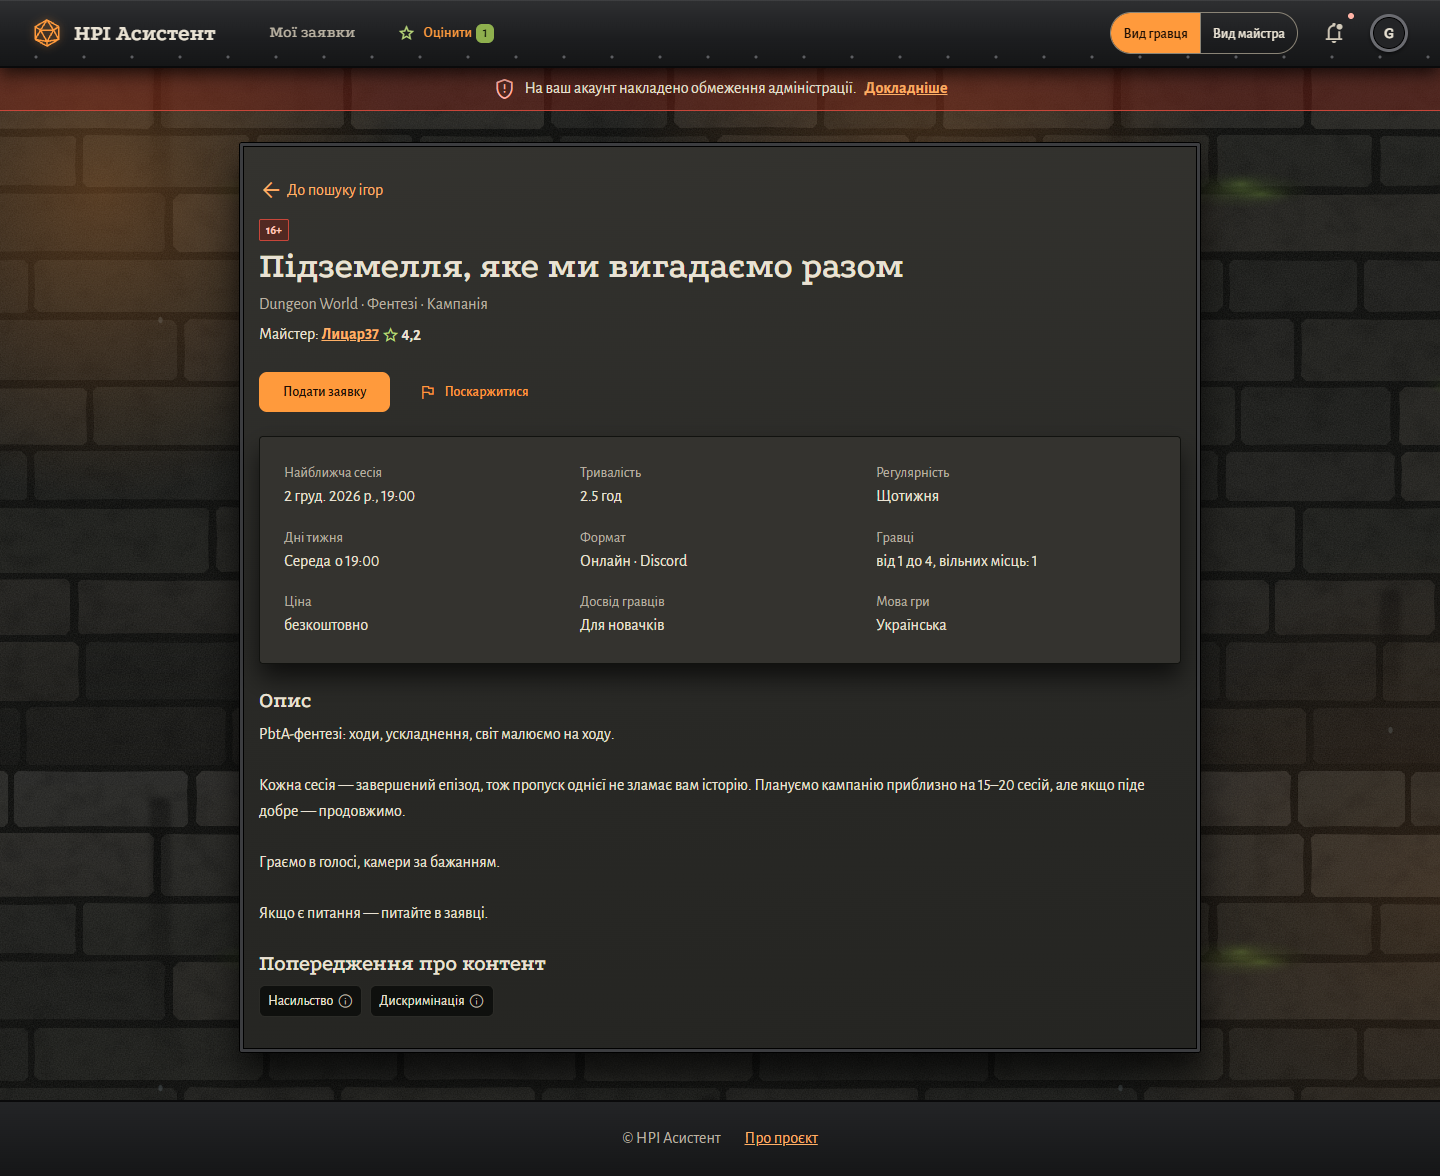 НРІ Асистент
Мої заявки
Оцінити 1
Вид гравця
Вид майстра
G
На ваш акаунт накладено обмеження адміністрації. Докладніше
До пошуку ігор
16+
Підземелля, яке ми вигадаємо разом
Dungeon World · Фентезі · Кампанія
Майстер: Лицар37 4,2
Подати заявку
Поскаржитися
Найближча сесія
2 груд. 2026 р., 19:00
Тривалість
2.5 год
Регулярність
Щотижня
Дні тижня
Середа о 19:00
Формат
Онлайн · Discord
Гравці
від 1 до 4, вільних місць: 1
Ціна
безкоштовно
Досвід гравців
Для новачків
Мова гри
Українська
Опис
PbtA-фентезі: ходи, ускладнення, світ малюємо на ходу.
Кожна сесія — завершений епізод, тож пропуск однієї не зламає вам історію. Плануємо кампанію приблизно на 15–20 сесій, але якщо піде
добре — продовжимо.
Граємо в голосі, камери за бажанням.
Якщо є питання — питайте в заявці.
Попередження про контент
Насильство
Дискримінація
© НРІ Асистент
Про проєкт